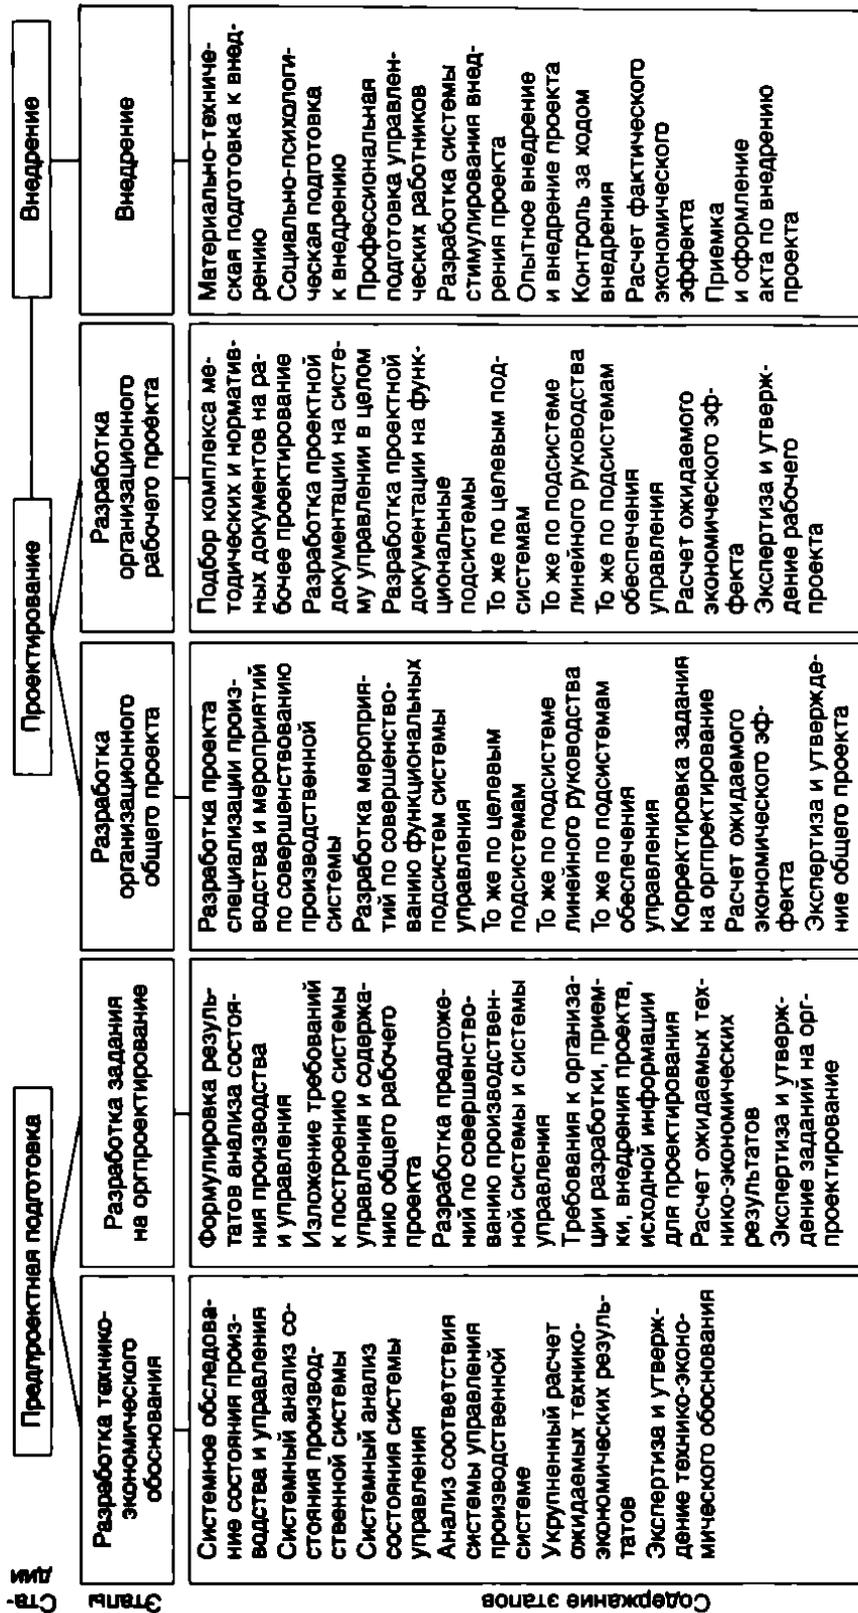 Ста-
дии
Предпроектная подготовка
Проектирование
Внедрение
Этапы
Разработка технико-
экономического
обоснования
Разработка задания
на оргпроектирование
Разработка
организационного
общего проекта
Разработка
организационного
рабочего проекта
Внедрение
Содержание этапов
Системное обследова-
ние состояния произ-
водства и управления
Системный анализ со-
стояния производ-
ственной системы
Системный анализ
состояния системы
управления
Анализ соответствия
системы управления
производственной
системе
Укрупненный расчет
ожидаемых технико-
экономических резуль-
татов
Экспертиза и утверж-
дение технико-эконо-
мического обоснования
Формулировка резуль-
татов анализа состоя-
ния производства
и управления
Изложение требований
к построению системы
управления и содержа-
нию общего рабочего
проекта
Разработка предложе-
ний по совершенство-
ванию производствен-
ной системы и системы
управления
Требования к организа-
ции разработки, прием-
ки, внедрения проекта,
исходной информации
для проектирования
Расчет ожидаемых тех-
нико-экономических
результатов
Экспертиза и утверж-
дение заданий на орг-
проектирование
Разработка проекта
специализации произ-
водства и мероприятий
по совершенствованию
производственной
системы
Разработка мероприя-
тий по совершенство-
ванию функциональных
подсистем системы
управления
То же по целевым
подсистемам
То же по подсистеме
линейного руководства
То же по подсистемам
обеспечения
управления
Корректировка задания
на оргпректирование
Расчет ожидаемого
экономического эф-
фекта
Экспертиза и утвержде-
ние общего проекта
Подбор комплекса ме-
тодических и норматив-
ных документов на ра-
бочее проектирование
Разработка проектной
документации на систе-
му управлении в целом
Разработка проектной
документации на функ-
циональные
подсистемы
То же по целевым под-
системам
То же по подсистеме
линейного руководства
То же по подсистемам
обеспечения
управления
Расчет ожидаемого
экономического эф-
фекта
Экспертиза и утверж-
дение рабочего
проекта
Материально-техниче-
ская подготовка к внед-
рению
Социально-психологи-
ческая подготовка
к внедрению
Профессиональная
подготовка управлен-
ческих работников
Разработка системы
стимулирования внед-
рения проекта
Опытное внедрение
и внедрение проекта
Контроль за ходом
внедрения
Расчет фактического
экономического
эффекта
Приемка
и оформление
акта по внедрению
проекта